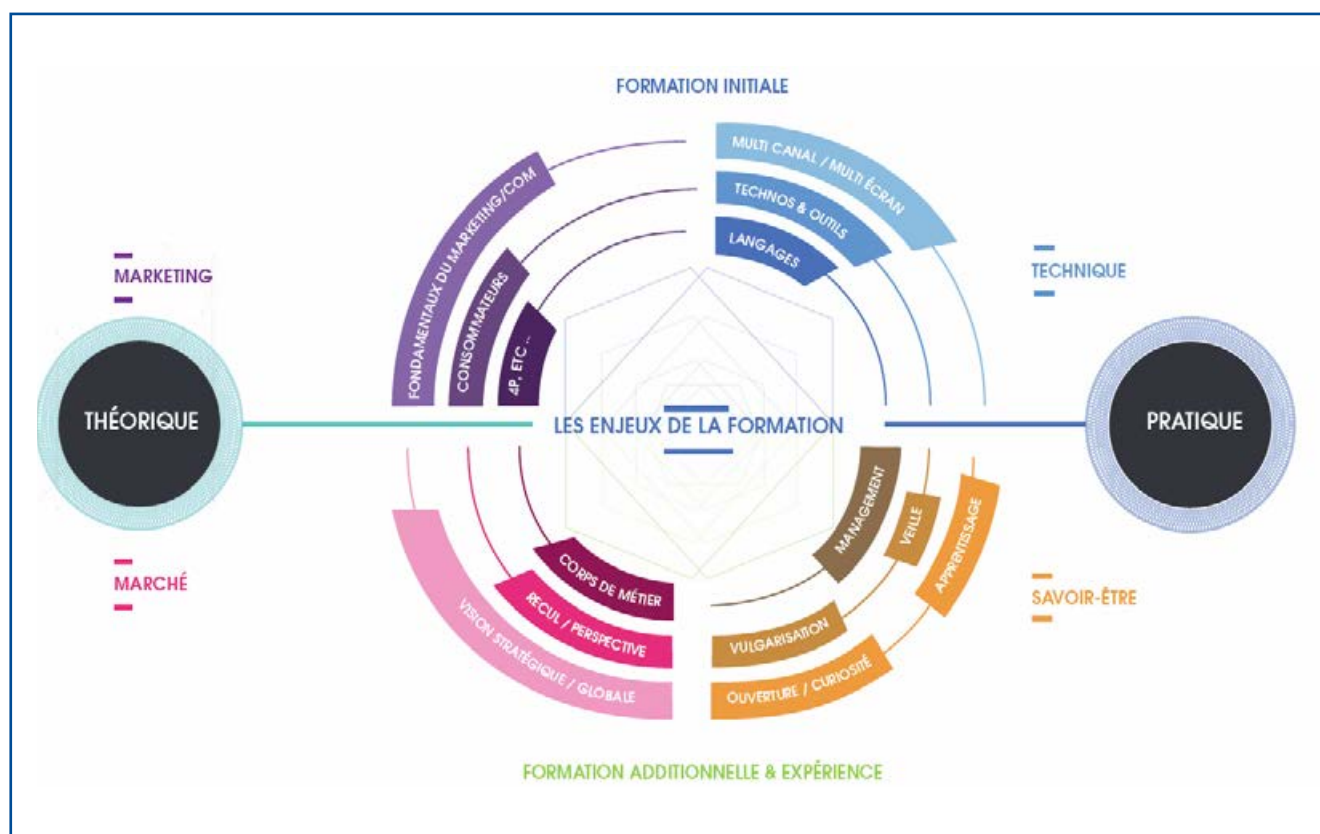 FORMATION INITIALE
FONDAMENTAUX DU MARKETING/COM
CONSOMMATEURS
4P, ETC ...
MULTI CANAL / MULTI ÉCRAN
TECHNOS & OUTILS
LANGAGES
MARKETING
TECHNIQUE
THÉORIQUE
LES ENJEUX DE LA FORMATION
PRATIQUE
MARCHÉ
SAVOIR-ÊTRE
CORPS DE MÉTIER
RECUL / PERSPECTIVE
VISION STRATÉGIQUE / GLOBALE
MANAGEMENT
VEILLE
APPRENTISSAGE
VULGARISATION
OUVERTURE / CURIOSITÉ
FORMATION ADDITIONNELLE & EXPÉRIENCE